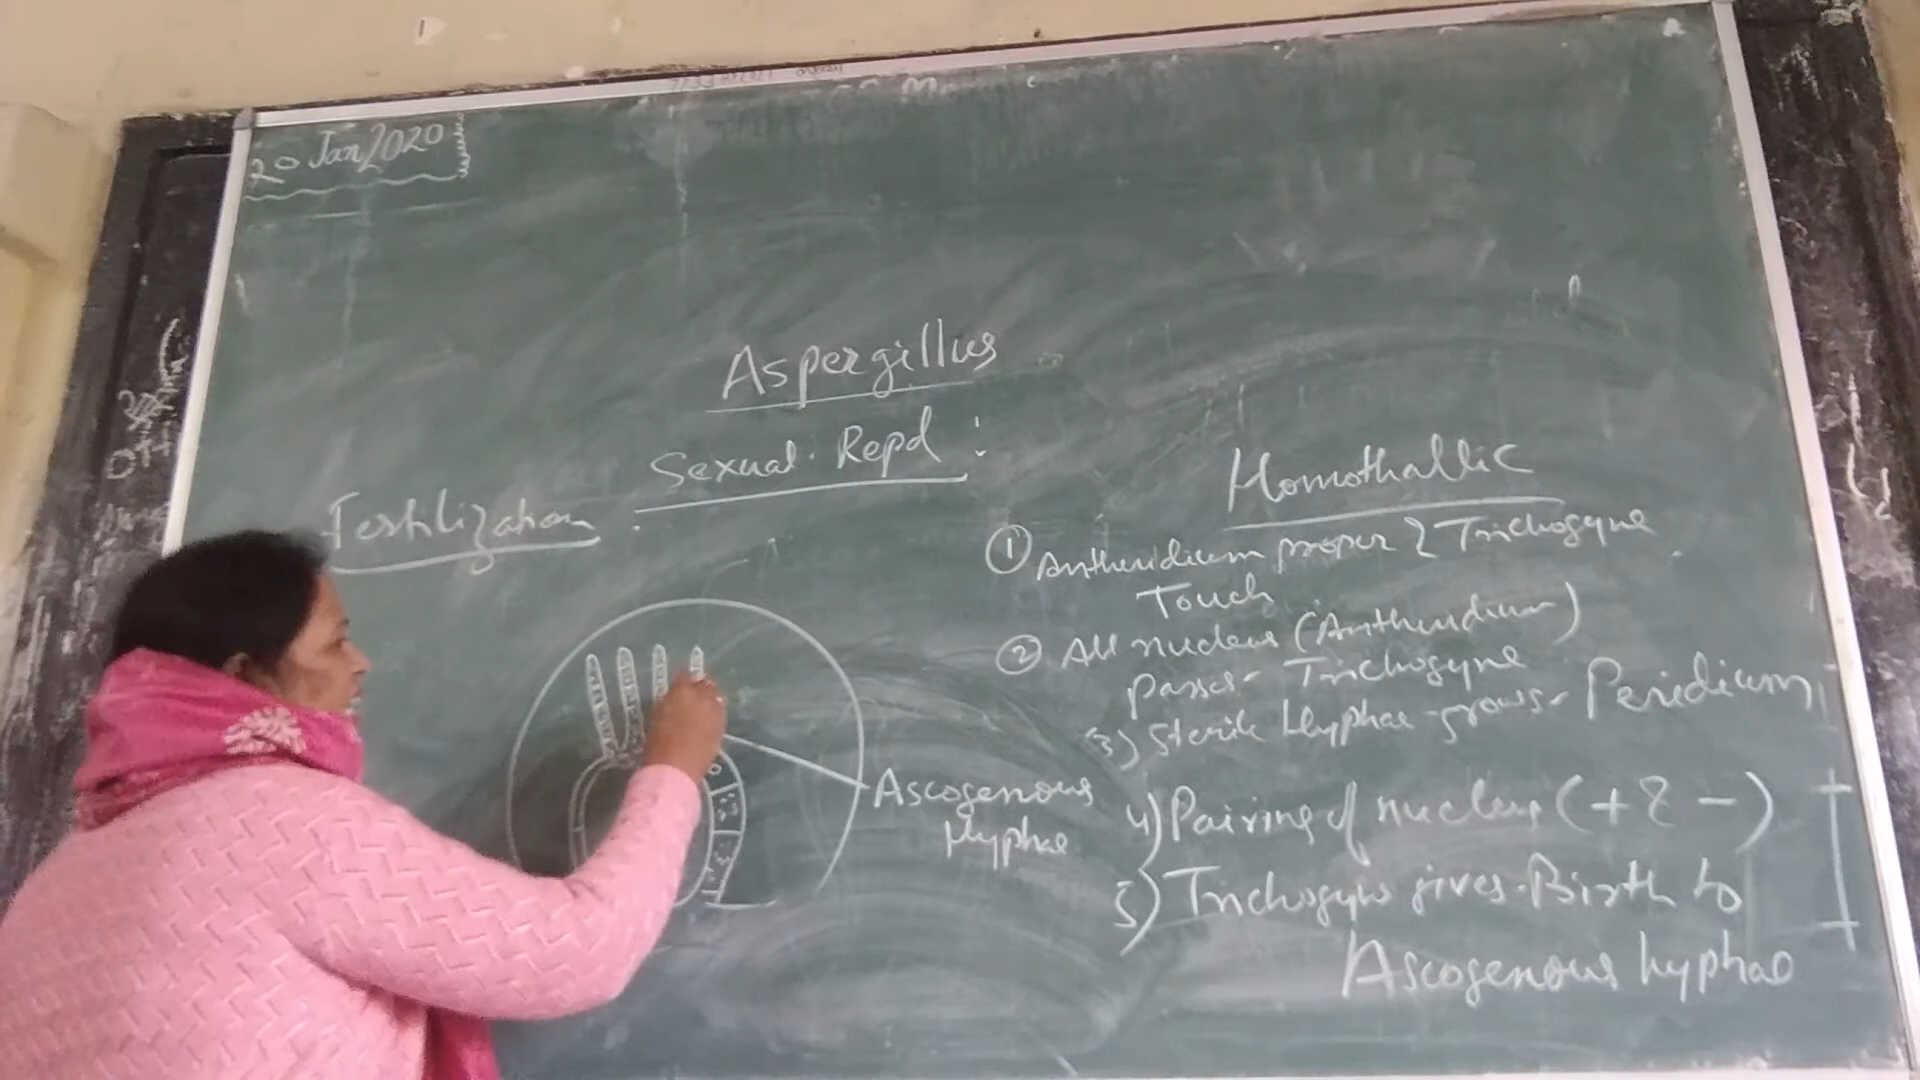 20 Jan 2020
Aspergillus
Sexual. Repd :
Fertilization :
Homothallic
① Antheridium proper & Trichogyne
Touch
② All nucleus (Antheridium)
passes - Trichogyne
3) Sterile Hyphae - grows - Peridium
4) Pairing of nucleus (+ & -)
5) Trichogyne gives - Birth to
Ascogenous hyphae
Ascogenous
Hyphae